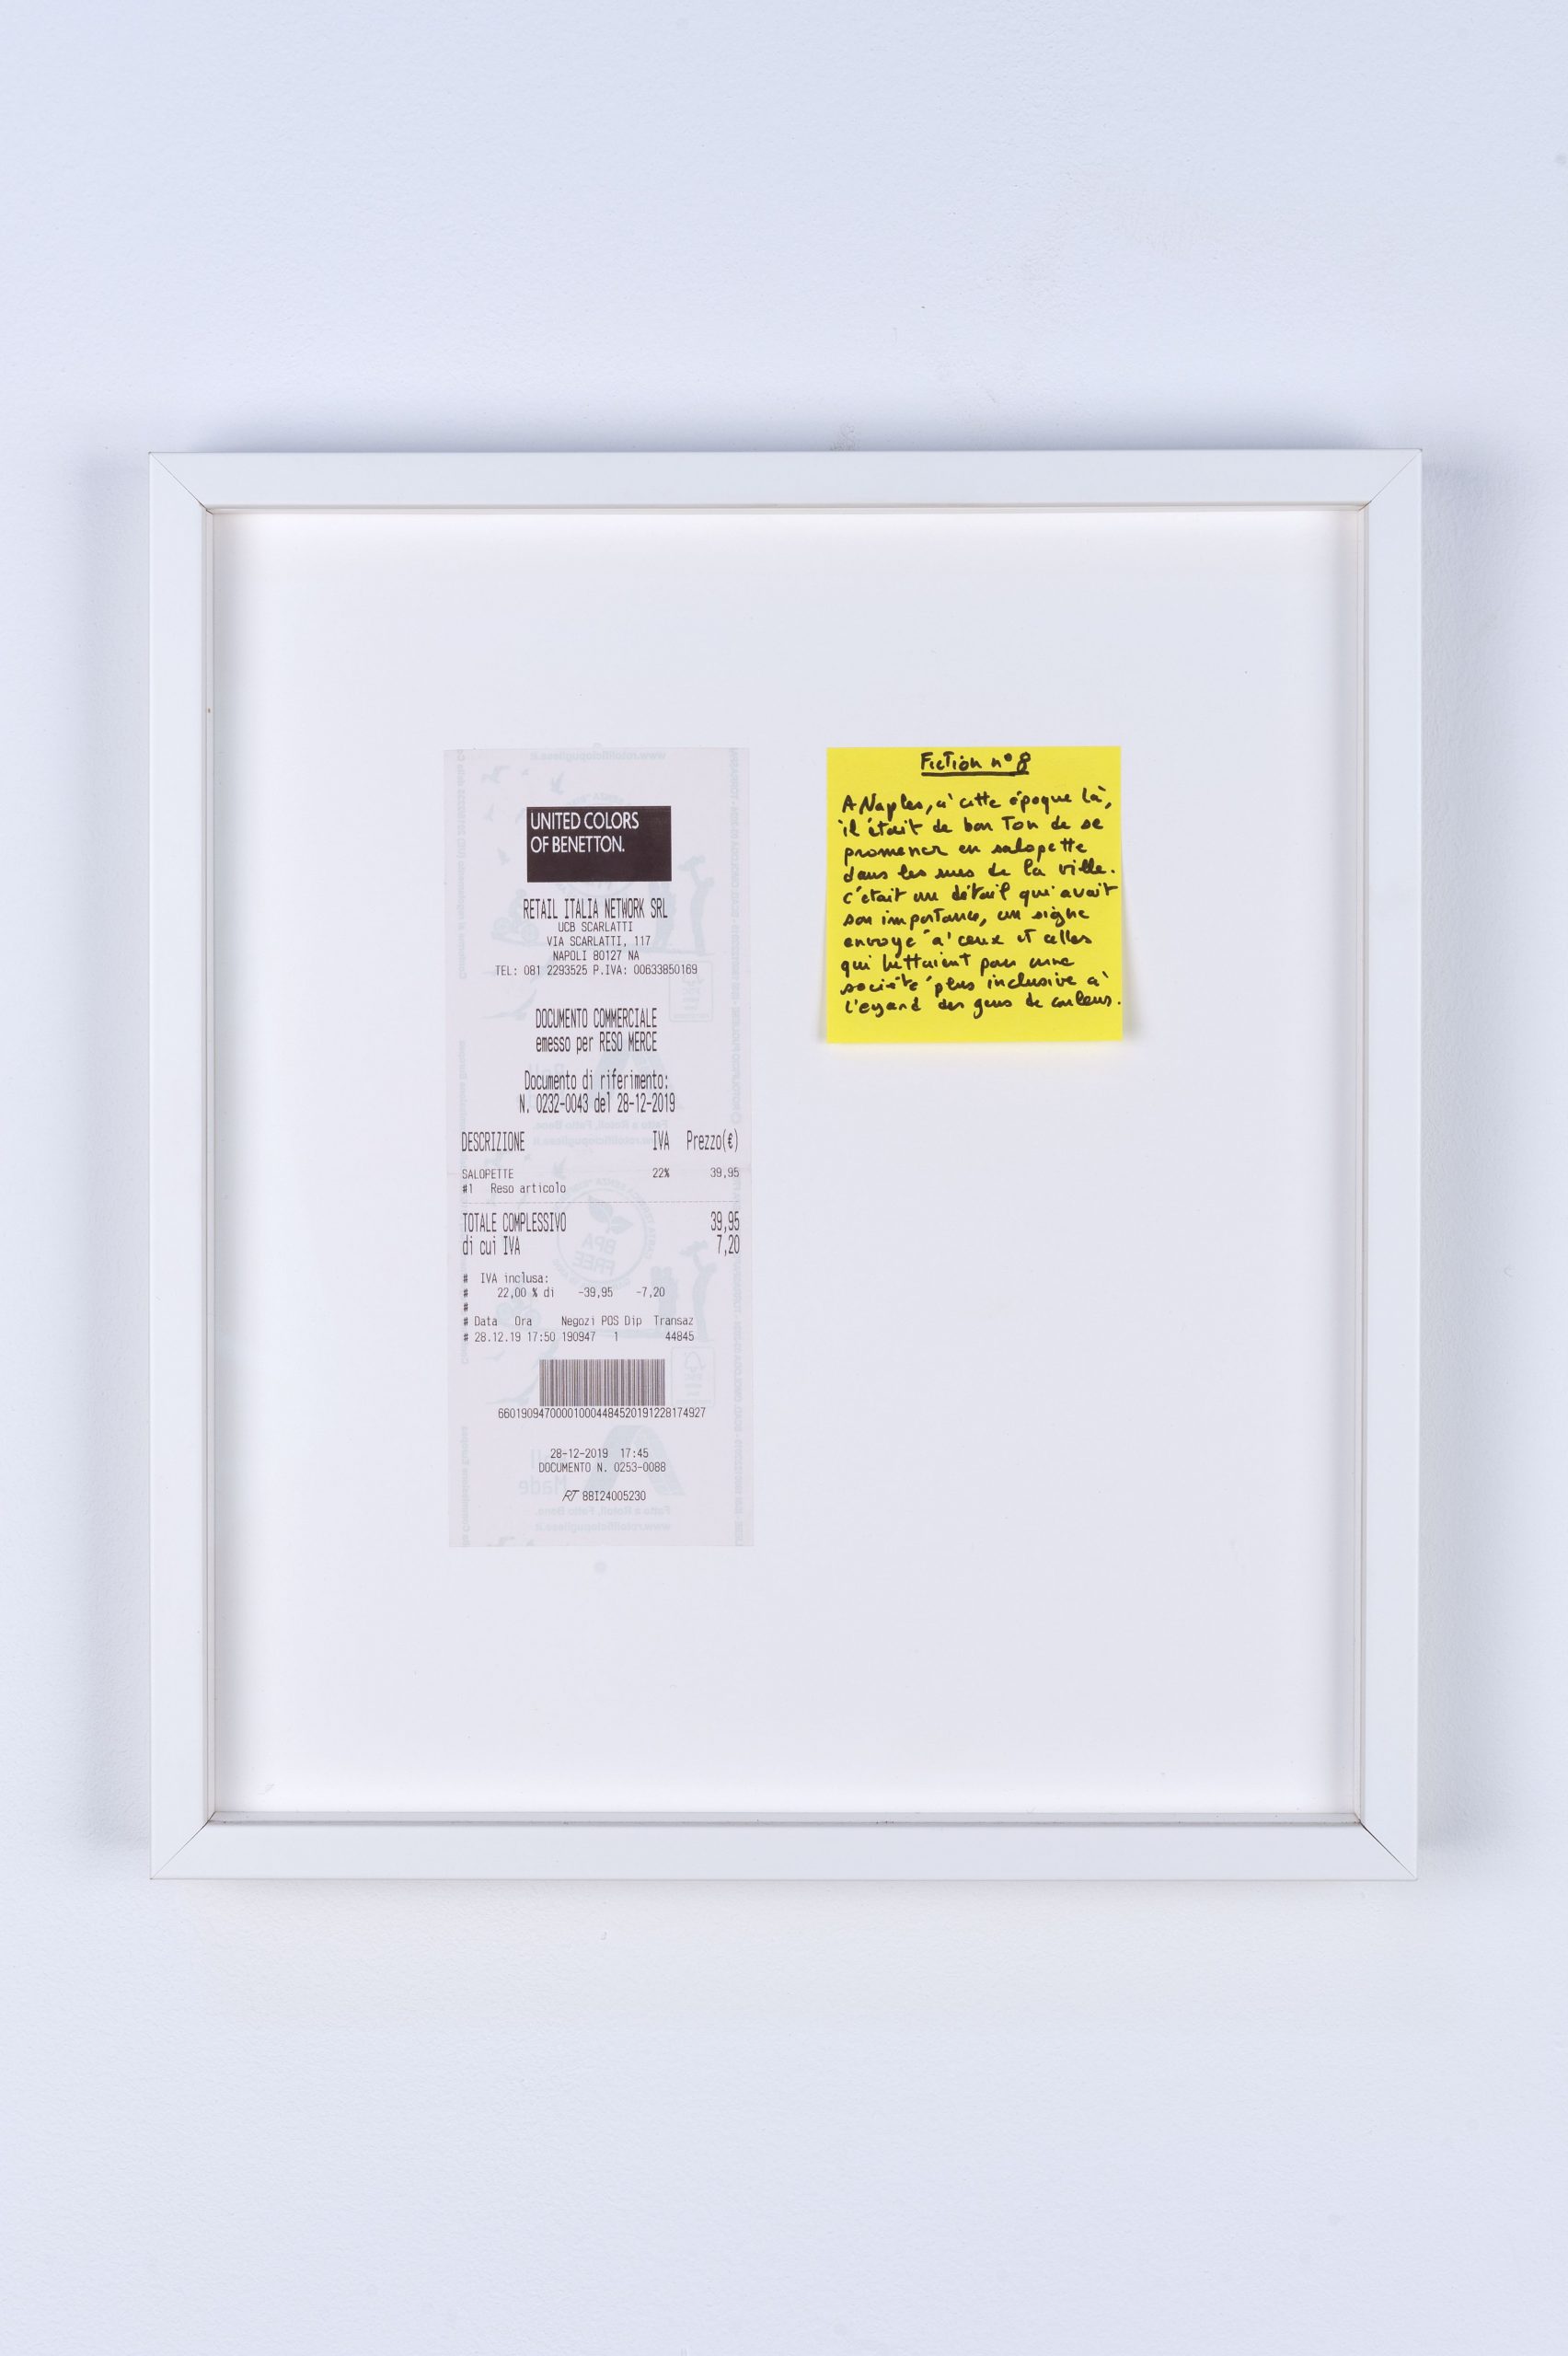 UNITED COLORS
OF BENETTON.
RETAIL ITALIA NETWORK SRL
UCB SCARLATTI
VIA SCARLATTI, 117
NAPOLI 80127 NA
TEL: 081 2293525 P.IVA: 00633850169
DOCUMENTO COMMERCIALE
emesso per RESO MERCE
Documento di riferimento:
N. 0232-0043 del 28-12-2019
DESCRIZIONE IVA Prezzo(€)
SALOPETTE 22% 39,95
#1 Reso articolo
TOTALE COMPLESSIVO 39,95
di cui IVA 7,20
# IVA inclusa:
# 22,00 % di -39,95 -7,20
#
# Data Ora Negozi POS Dip Transaz
# 28.12.19 17:50 190947 1 44845
660190947000010004484520191228174927
28-12-2019 17:45
DOCUMENTO N. 0253-0088
RT 88I24005230
Fiction n° 8
A Naples, à cette époque là,
il était de bon ton de se
promener en salopette
dans les rues de la ville.
C'était un détail qui avait
son importance, un signe
envoyé à ceux et celles
qui luttaient pour une
société plus inclusive à
l'égard des gens de couleurs.